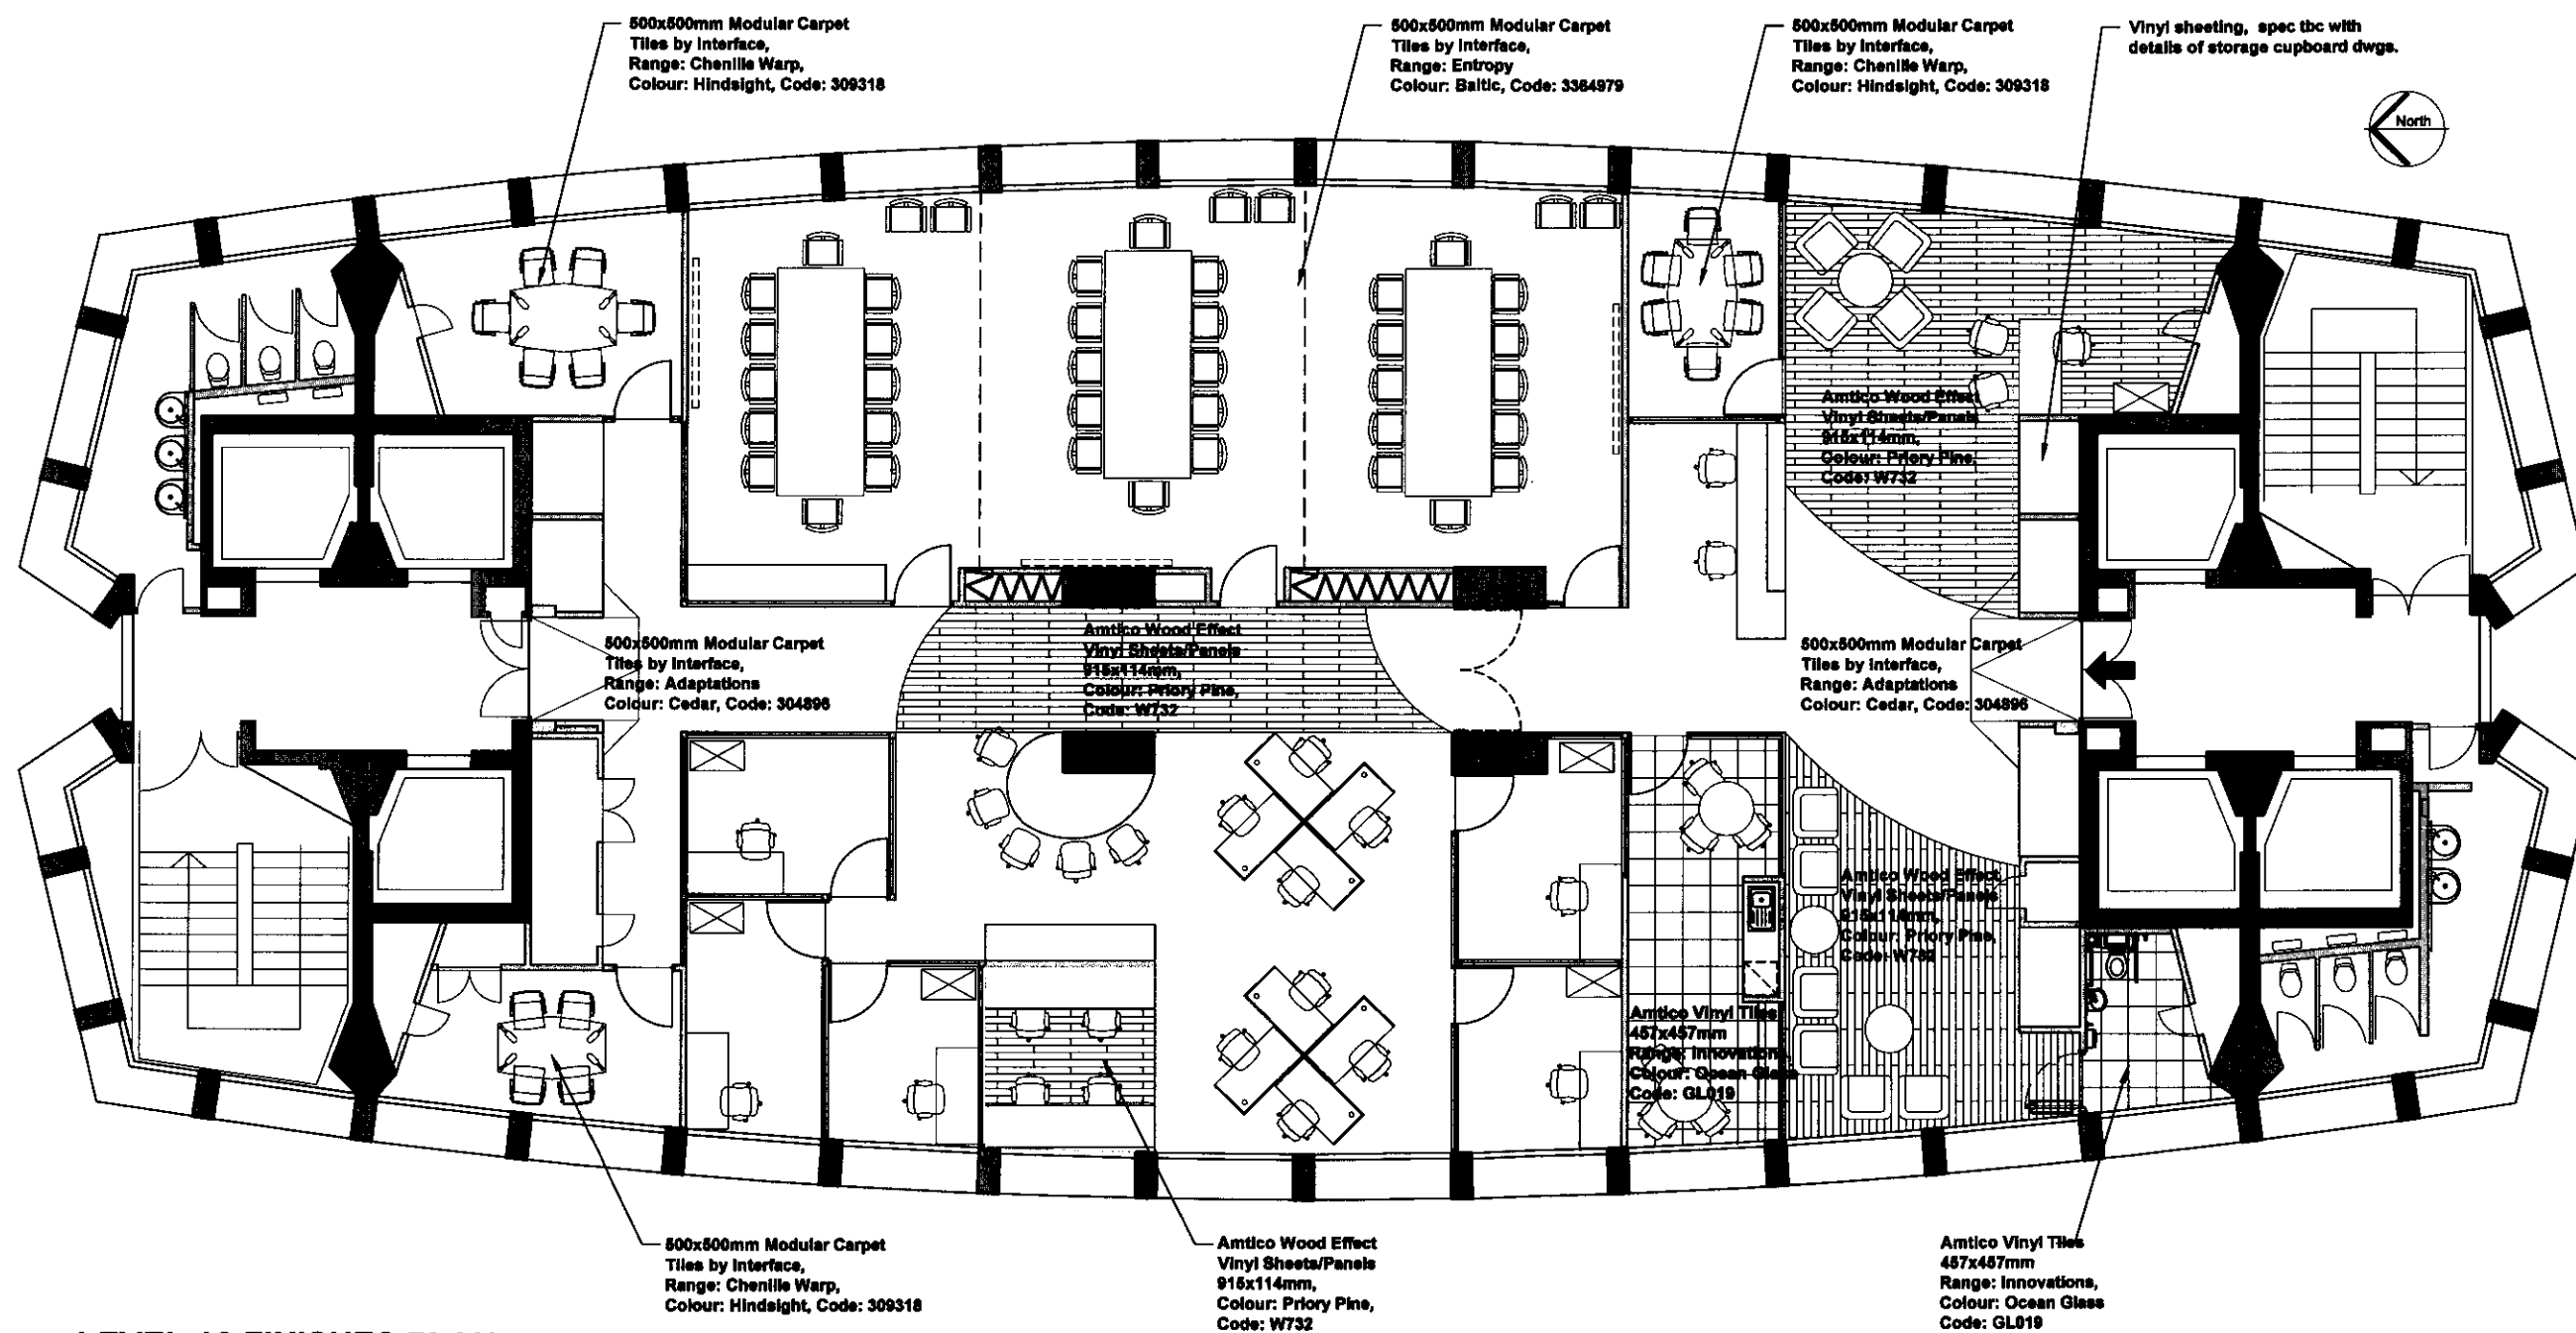 500x500mm Modular Carpet
Tiles by Interface,
Range: Chenille Warp,
Colour: Hindsight, Code: 309318
500x500mm Modular Carpet
Tiles by Interface,
Range: Entropy
Colour: Baltic, Code: 3364979
500x500mm Modular Carpet
Tiles by Interface,
Range: Chenille Warp,
Colour: Hindsight, Code: 309318
Vinyl sheeting, spec tbc with
details of storage cupboard dwgs.
North
Amtico Wood Effect
Vinyl Sheets/Panels
915x114mm,
Colour: Priory Pine,
Code: W732
500x500mm Modular Carpet
Tiles by Interface,
Range: Adaptations
Colour: Cedar, Code: 304896
Amtico Wood Effect
Vinyl Sheets/Panels
915x114mm,
Colour: Priory Pine,
Code: W732
500x500mm Modular Carpet
Tiles by Interface,
Range: Adaptations
Colour: Cedar, Code: 304896
Amtico Wood Effect
Vinyl Sheets/Panels
915x114mm,
Colour: Priory Pine,
Code: W732
Amtico Vinyl Tiles
457x457mm
Range: Innovations,
Colour: Ocean Glass
Code: GL019
500x500mm Modular Carpet
Tiles by Interface,
Range: Chenille Warp,
Colour: Hindsight, Code: 309318
Amtico Wood Effect
Vinyl Sheets/Panels
915x114mm,
Colour: Priory Pine,
Code: W732
Amtico Vinyl Tiles
457x457mm
Range: Innovations,
Colour: Ocean Glass
Code: GL019